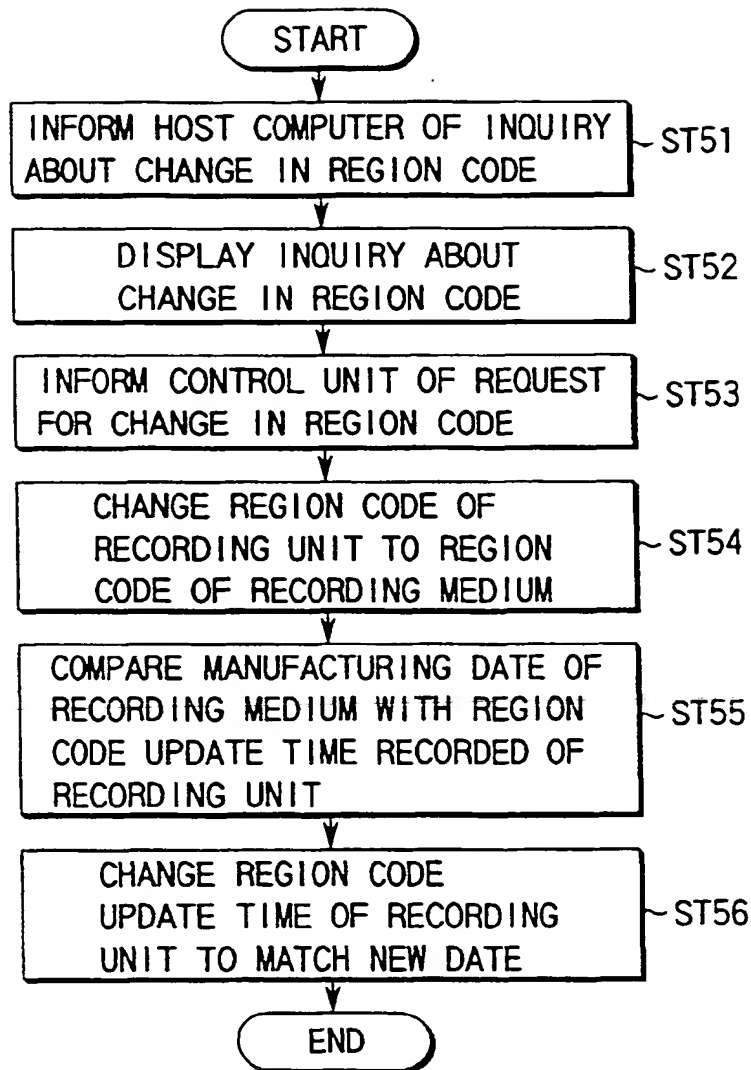 START
INFORM HOST COMPUTER OF INQUIRY
ABOUT CHANGE IN REGION CODE
ST51
DISPLAY INQUIRY ABOUT
CHANGE IN REGION CODE
ST52
INFORM CONTROL UNIT OF REQUEST
FOR CHANGE IN REGION CODE
ST53
CHANGE REGION CODE OF
RECORDING UNIT TO REGION
CODE OF RECORDING MEDIUM
ST54
COMPARE MANUFACTURING DATE OF
RECORDING MEDIUM WITH REGION
CODE UPDATE TIME RECORDED OF
RECORDING UNIT
ST55
CHANGE REGION CODE
UPDATE TIME OF RECORDING
UNIT TO MATCH NEW DATE
ST56
END